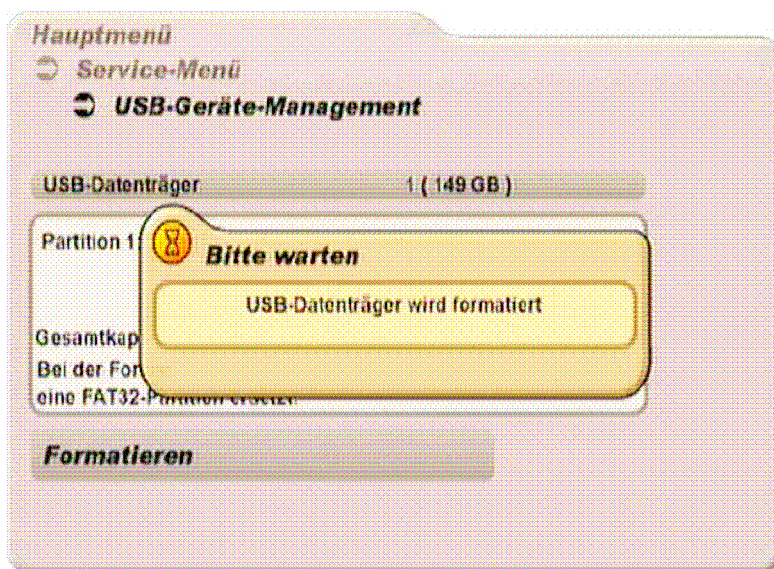 Hauptmenü
Service-Menü
USB-Geräte-Management
USB-Datenträger 1 ( 149 GB )
Partition 1
Bitte warten
USB-Datenträger wird formatiert
Gesamtkap
Bei der For
eine FAT32-Partition ersetzt.
Formatieren